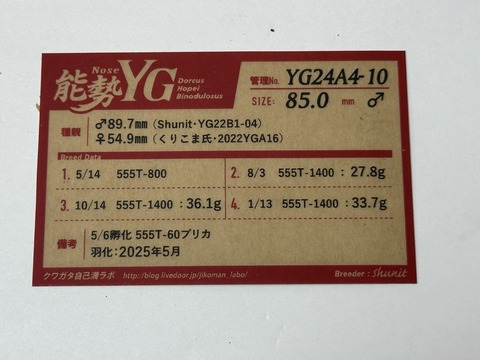 能勢YG
Nose
Dorcus
Hopei
Binodulosus
管理No. YG24A4-10
SIZE: 85.0 mm ♂
種親
♂89.7mm (Shunit・YG22B1-04)
♀54.9mm (くりこま氏・2022YGA16)
Breed Data
1. 5/14 555T-800
2. 8/3 555T-1400 : 27.8g
3. 10/14 555T-1400 : 36.1g
4. 1/13 555T-1400 : 33.7g
備考
5/6孵化 555T-60プリカ
羽化: 2025年5月
クワガタ自己満ラボ http://blog.livedoor.jp/jikoman_labo/
Breeder : Shunit